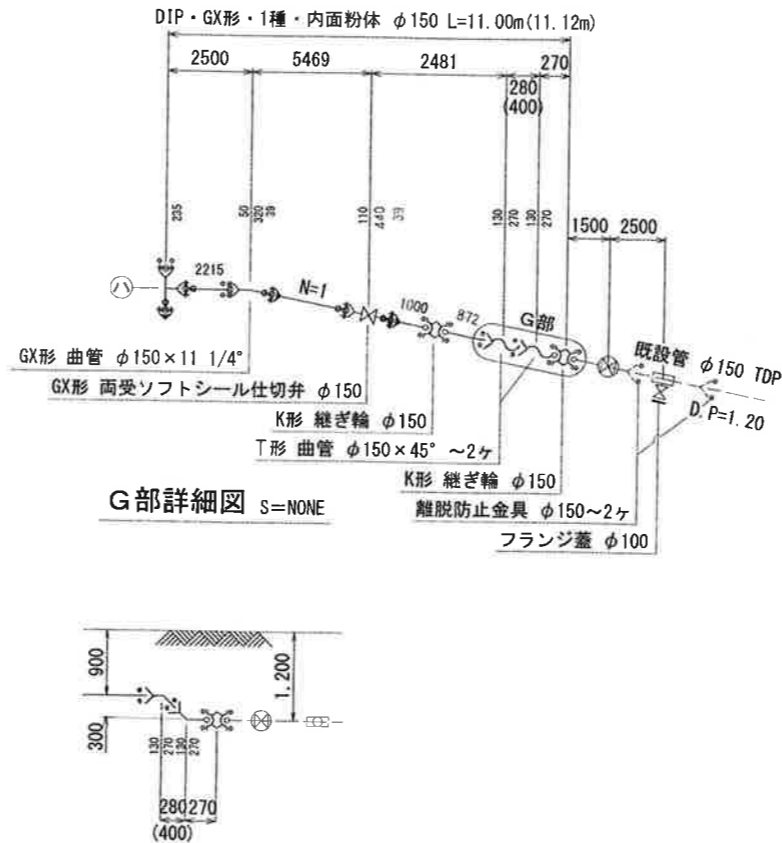 DIP・GX形・1種・内面粉体 φ150 L=11.00m(11.12m)
2500
5469
2481
270
280
(400)
235
50
320
39
110
440
39
130
270
130
270
1500
2500
ハ
2215
N=1
1000
872
G部
既設管 φ150 TDP
D.P=1.20
GX形 曲管 φ150×11 1/4°
GX形 両受ソフトシール仕切弁 φ150
K形 継ぎ輪 φ150
T形 曲管 φ150×45° ～2ヶ
K形 継ぎ輪 φ150
離脱防止金具 φ150～2ヶ
フランジ蓋 φ100
G部詳細図 S=NONE
900
1.200
300
130
270
130
270
280
270
(400)